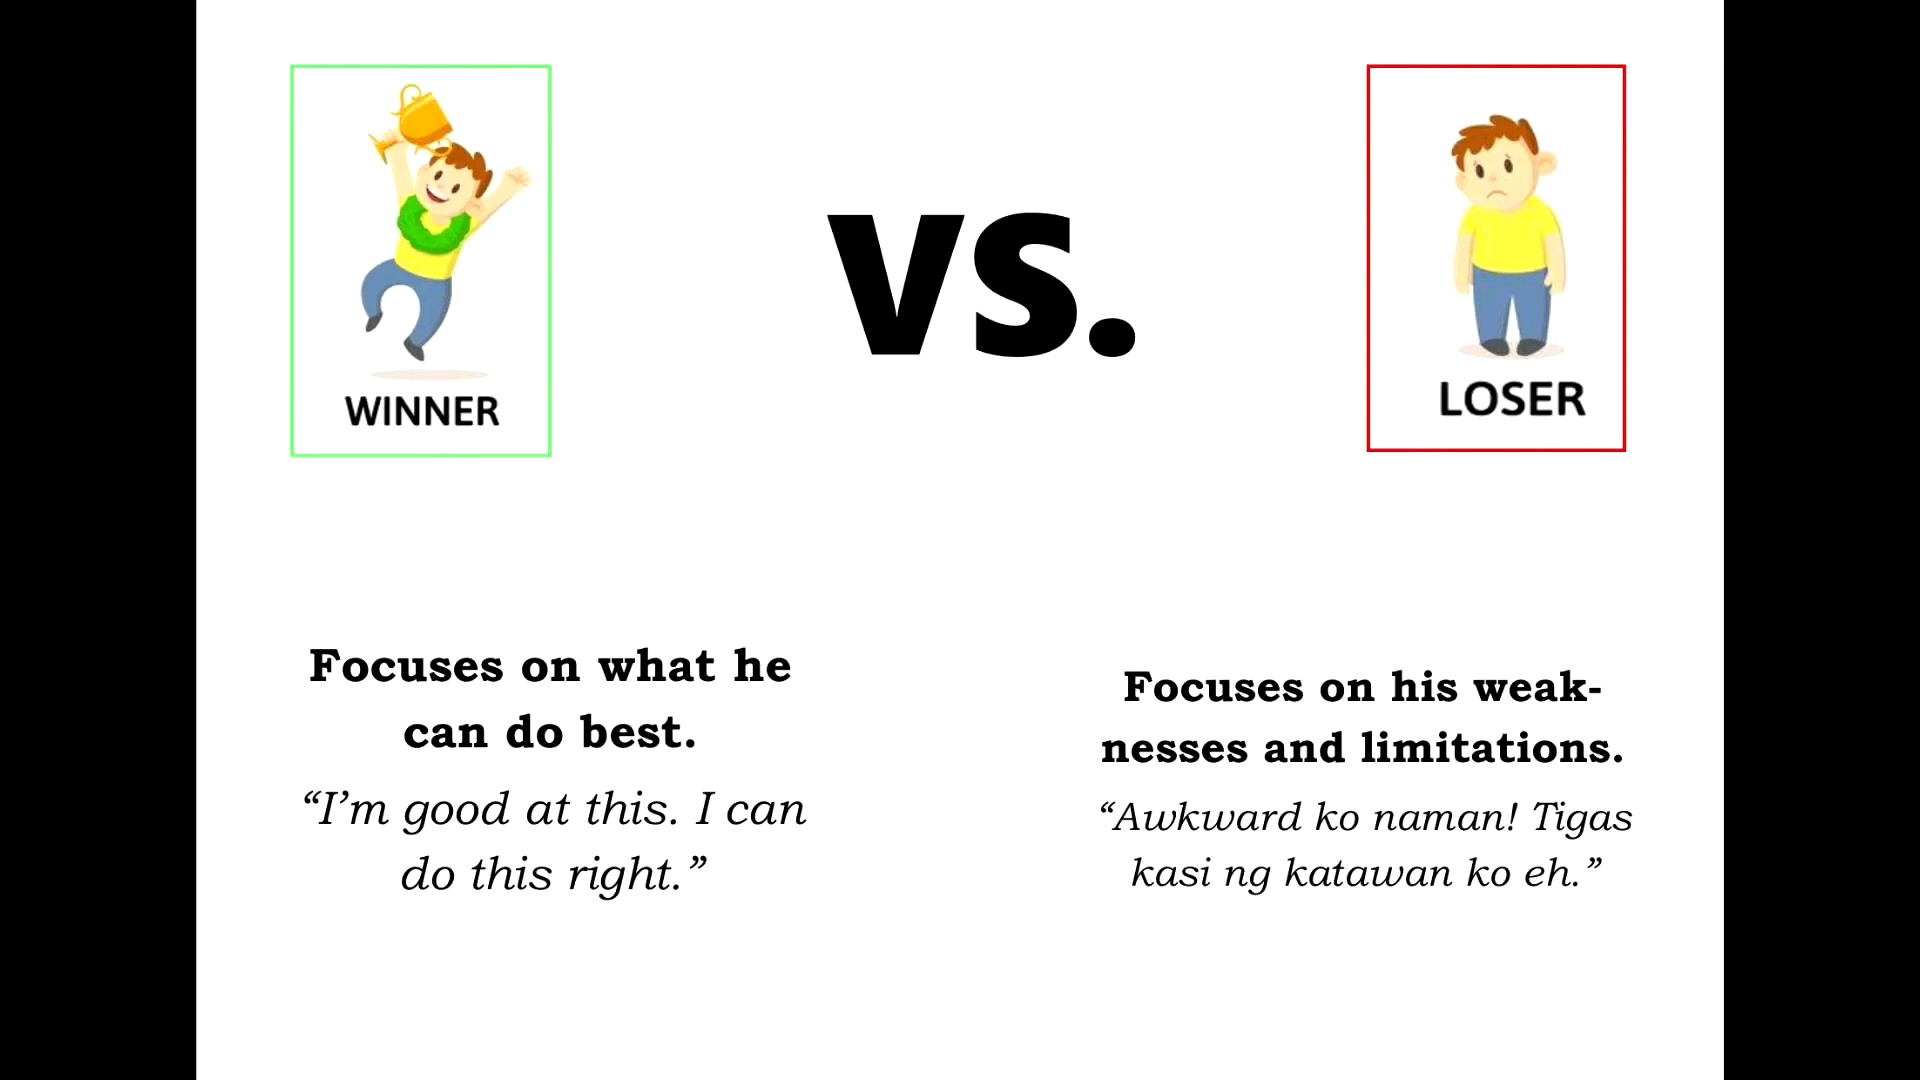 WINNER
VS.
LOSER
Focuses on what he
can do best.
“I’m good at this. I can
do this right.”
Focuses on his weak-
nesses and limitations.
“Awkward ko naman! Tigas
kasi ng katawan ko eh.”